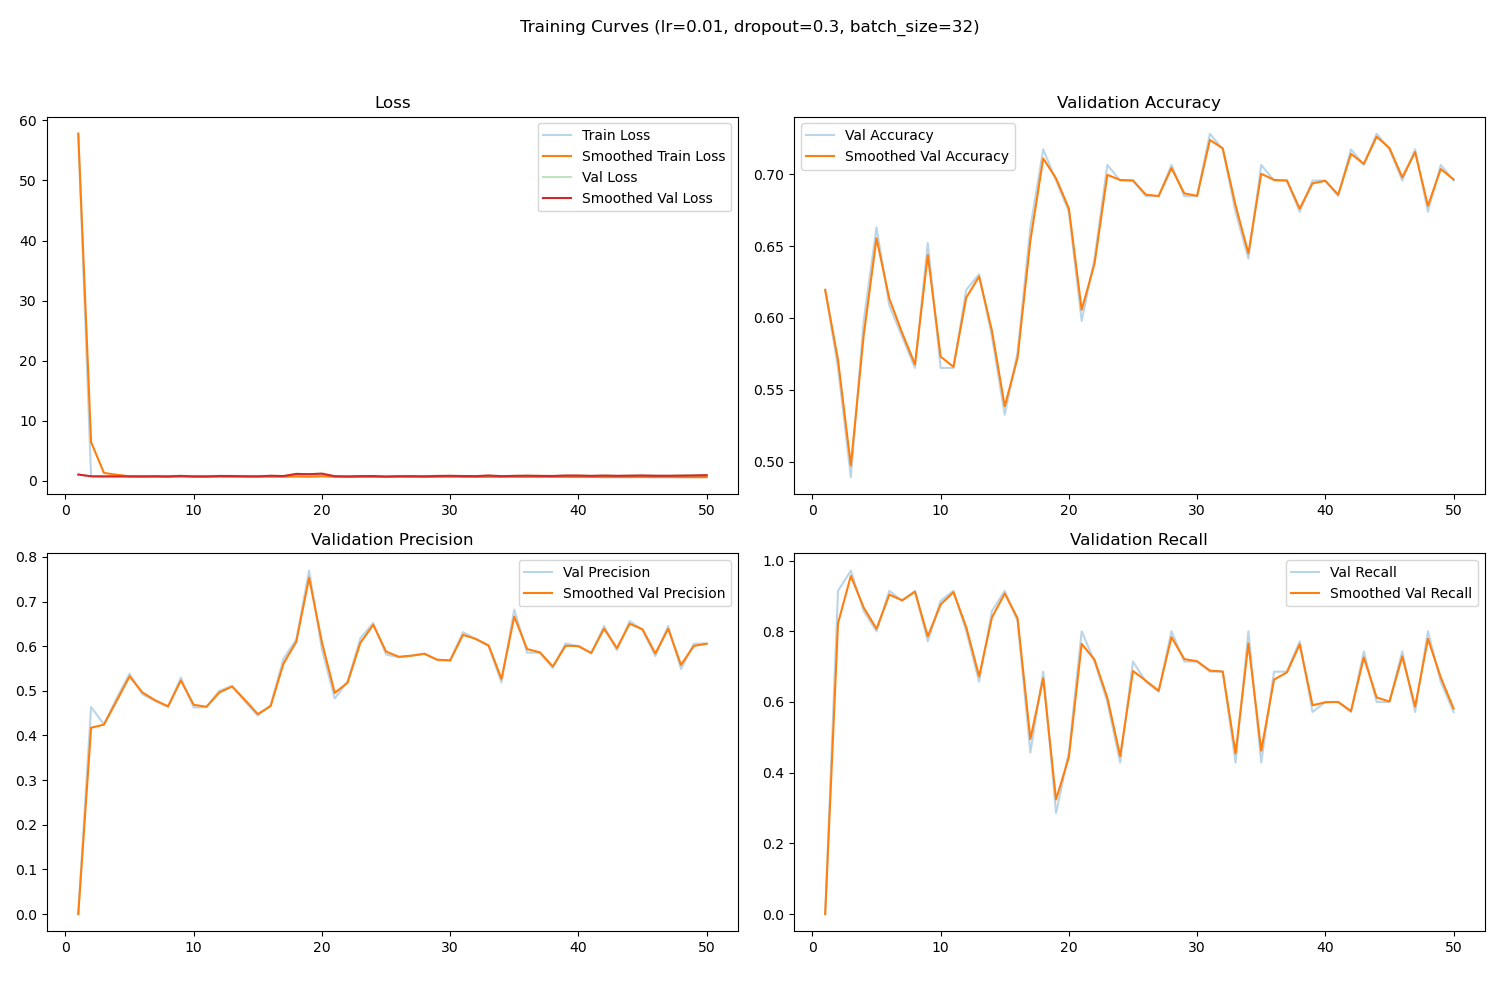 Training Curves (lr=0.01, dropout=0.3, batch_size=32)
Loss
60
50
40
30
20
10
0
0 10 20 30 40 50
Train Loss
Smoothed Train Loss
Val Loss
Smoothed Val Loss
Validation Accuracy
0.70
0.65
0.60
0.55
0.50
0 10 20 30 40 50
Val Accuracy
Smoothed Val Accuracy
Validation Precision
0.8
0.7
0.6
0.5
0.4
0.3
0.2
0.1
0.0
0 10 20 30 40 50
Val Precision
Smoothed Val Precision
Validation Recall
1.0
0.8
0.6
0.4
0.2
0.0
0 10 20 30 40 50
Val Recall
Smoothed Val Recall